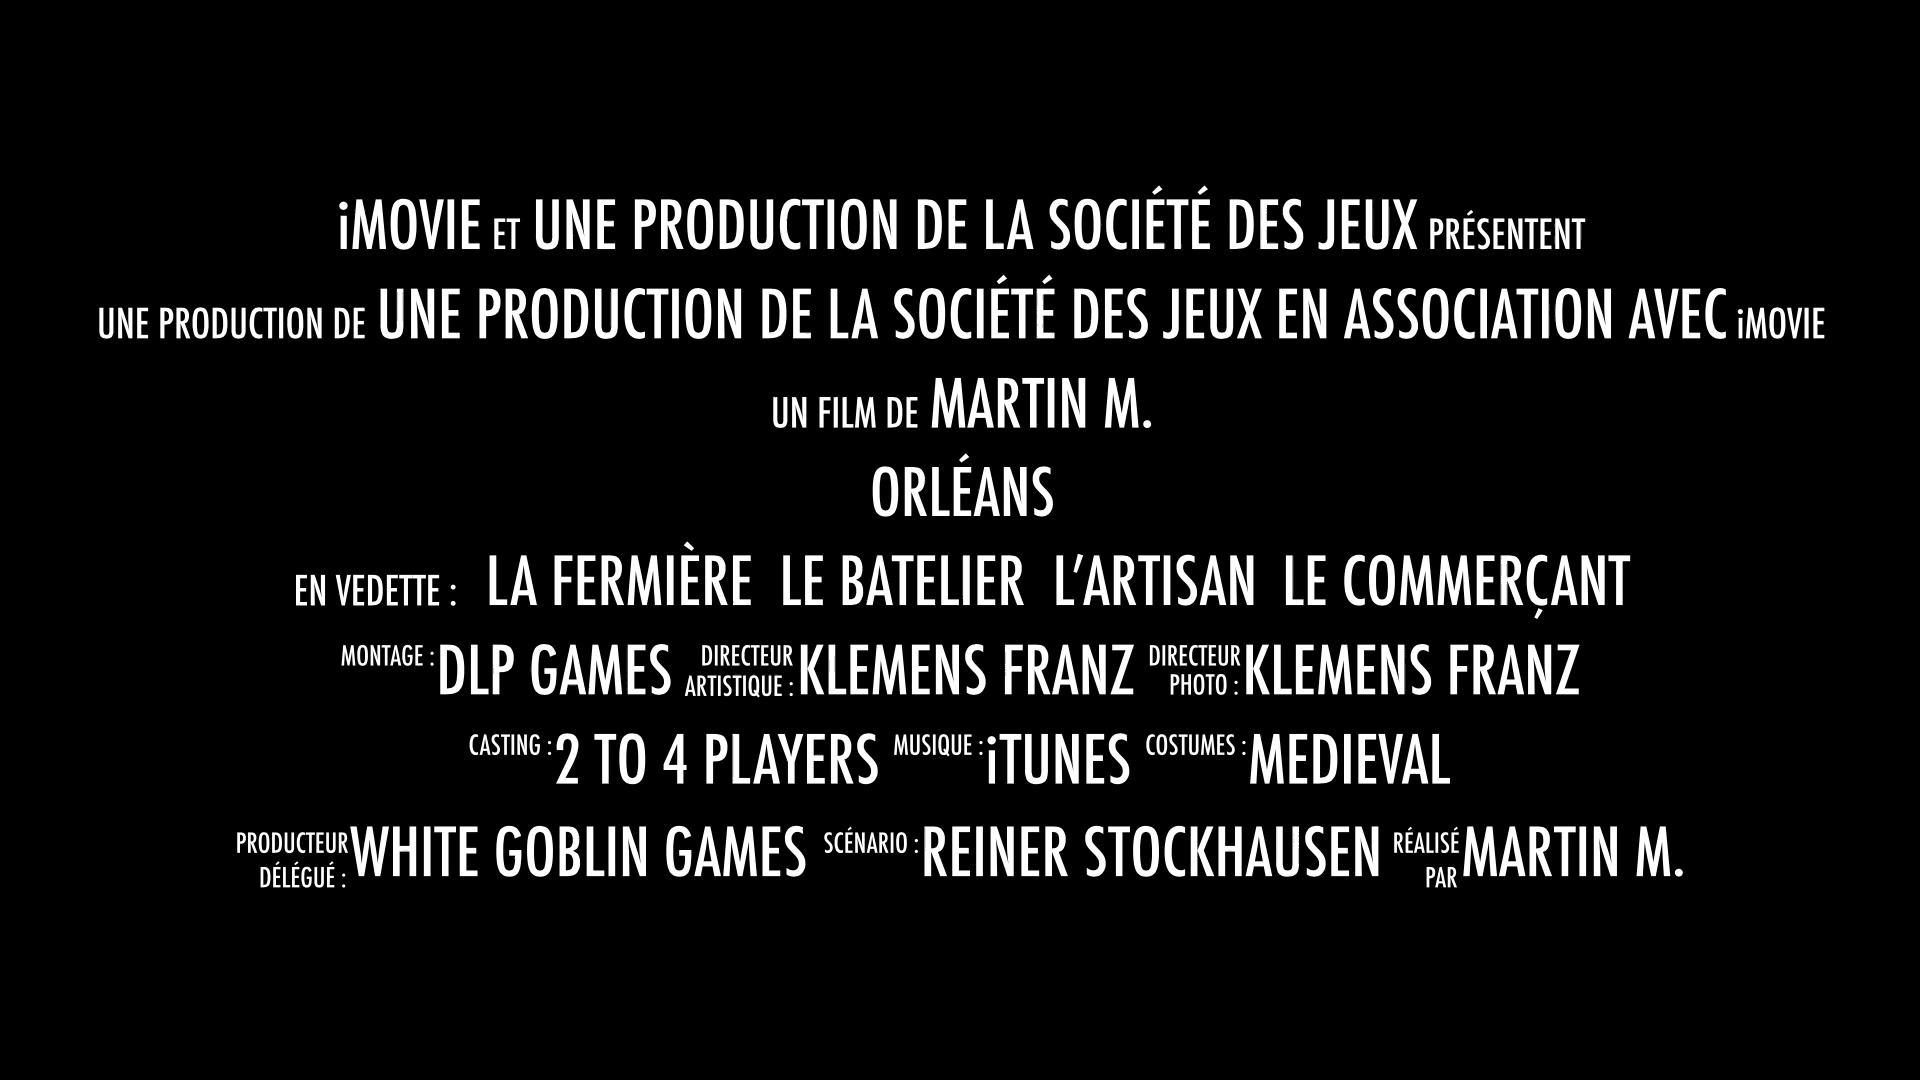 iMOVIE ET UNE PRODUCTION DE LA SOCIÉTÉ DES JEUX PRÉSENTENT
UNE PRODUCTION DE UNE PRODUCTION DE LA SOCIÉTÉ DES JEUX EN ASSOCIATION AVEC iMOVIE
UN FILM DE MARTIN M.
ORLÉANS
EN VEDETTE : LA FERMIÈRE LE BATELIER L’ARTISAN LE COMMERÇANT
MONTAGE : DLP GAMES DIRECTEUR ARTISTIQUE : KLEMENS FRANZ DIRECTEUR PHOTO : KLEMENS FRANZ
CASTING : 2 TO 4 PLAYERS MUSIQUE : iTUNES COSTUMES : MEDIEVAL
PRODUCTEUR DÉLÉGUÉ : WHITE GOBLIN GAMES SCÉNARIO : REINER STOCKHAUSEN RÉALISÉ PAR MARTIN M.